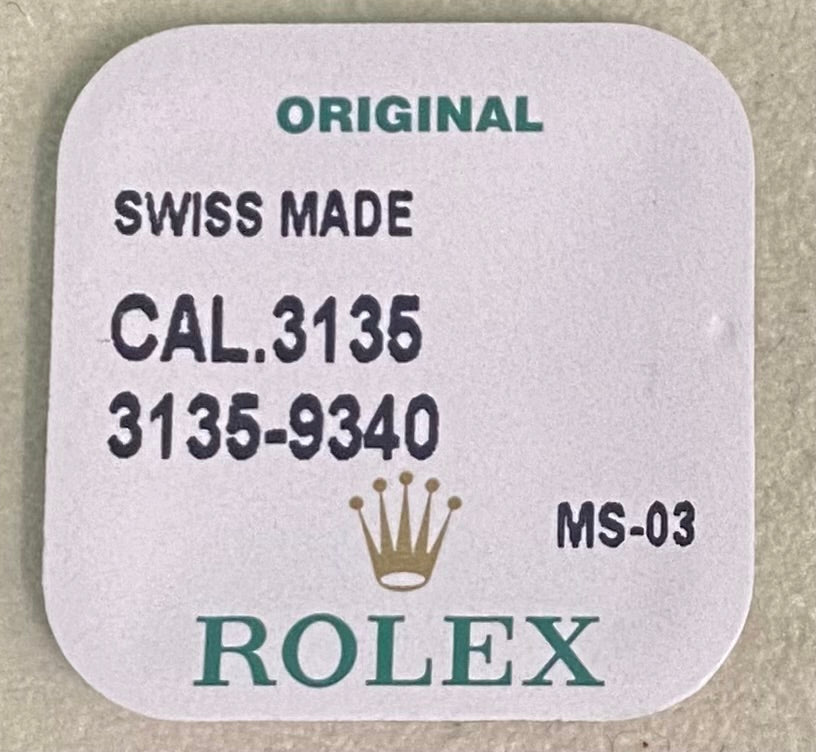 ORIGINAL
SWISS MADE
CAL.3135
3135-9340
MS-03
ROLEX